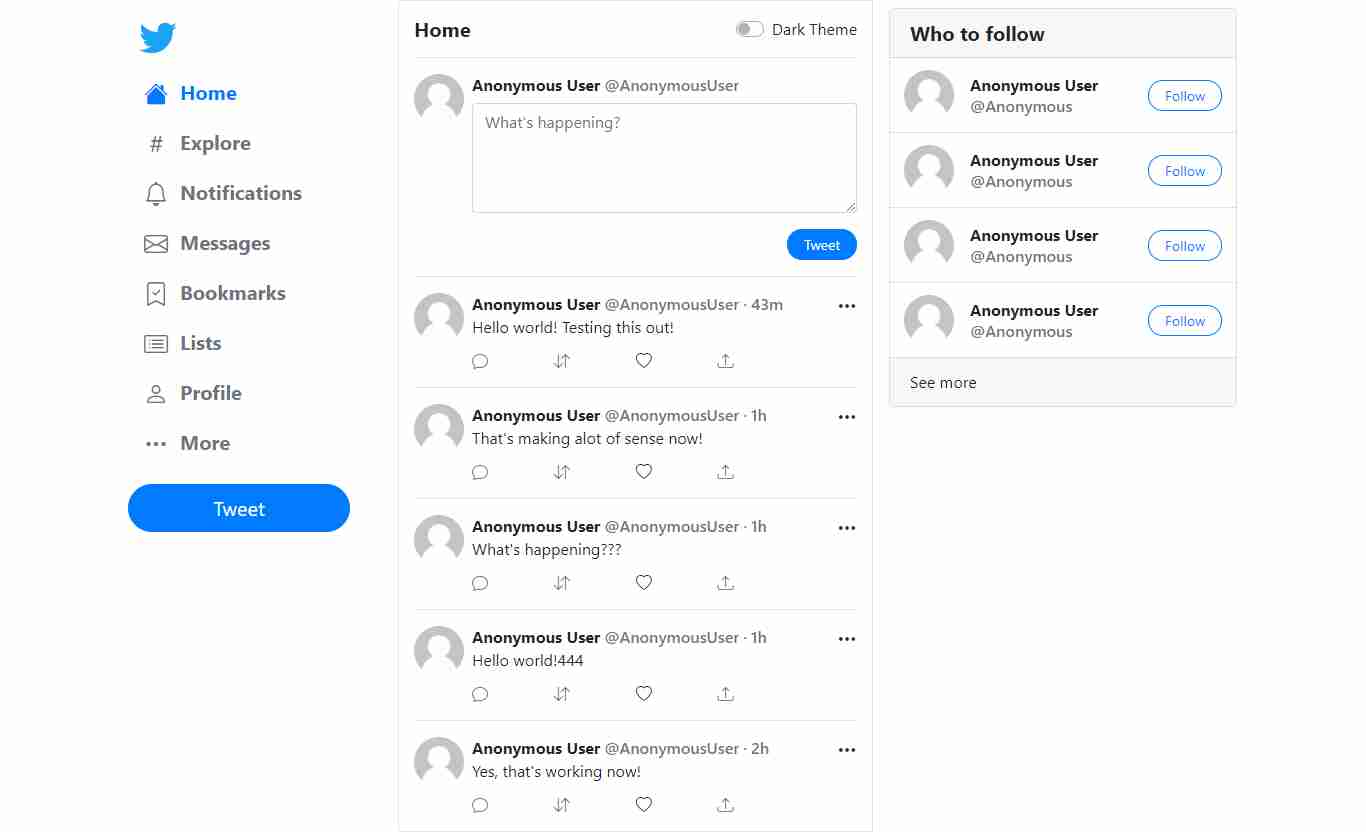 Home
# Explore
Notifications
Messages
Bookmarks
Lists
Profile
More
Tweet
Home
Dark Theme
Anonymous User @AnonymousUser
What's happening?
Tweet
Anonymous User @AnonymousUser · 43m
Hello world! Testing this out!
Anonymous User @AnonymousUser · 1h
That's making alot of sense now!
Anonymous User @AnonymousUser · 1h
What's happening???
Anonymous User @AnonymousUser · 1h
Hello world!444
Anonymous User @AnonymousUser · 2h
Yes, that's working now!
Who to follow
Anonymous User
@Anonymous
Follow
Anonymous User
@Anonymous
Follow
Anonymous User
@Anonymous
Follow
Anonymous User
@Anonymous
Follow
See more